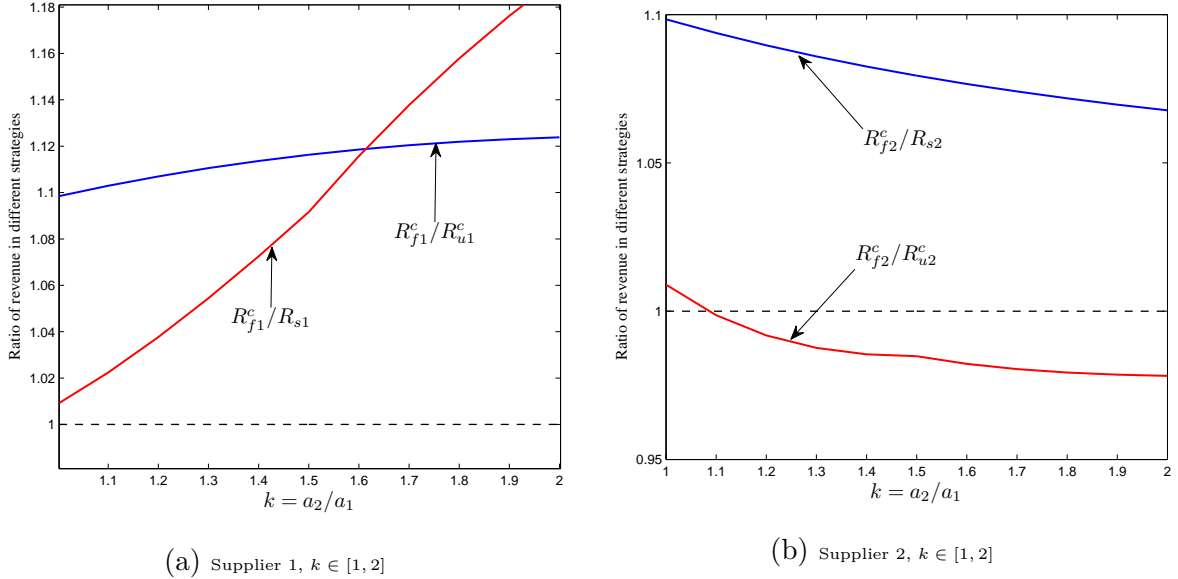 Ratio of revenue in different strategies
1.18
1.16
1.14
1.12
1.1
1.08
1.06
1.04
1.02
1
R^c_{f1}/R^c_{u1}
R^c_{f1}/R_{s1}
1.1 1.2 1.3 1.4 1.5 1.6 1.7 1.8 1.9 2
k = a_2/a_1
(a) Supplier 1, k ∈ [1, 2]
Ratio of revenue in different strategies
1.1
1.05
1
0.95
R^c_{f2}/R_{s2}
R^c_{f2}/R^c_{u2}
1 1.1 1.2 1.3 1.4 1.5 1.6 1.7 1.8 1.9 2
k = a_2/a_1
(b) Supplier 2, k ∈ [1, 2]